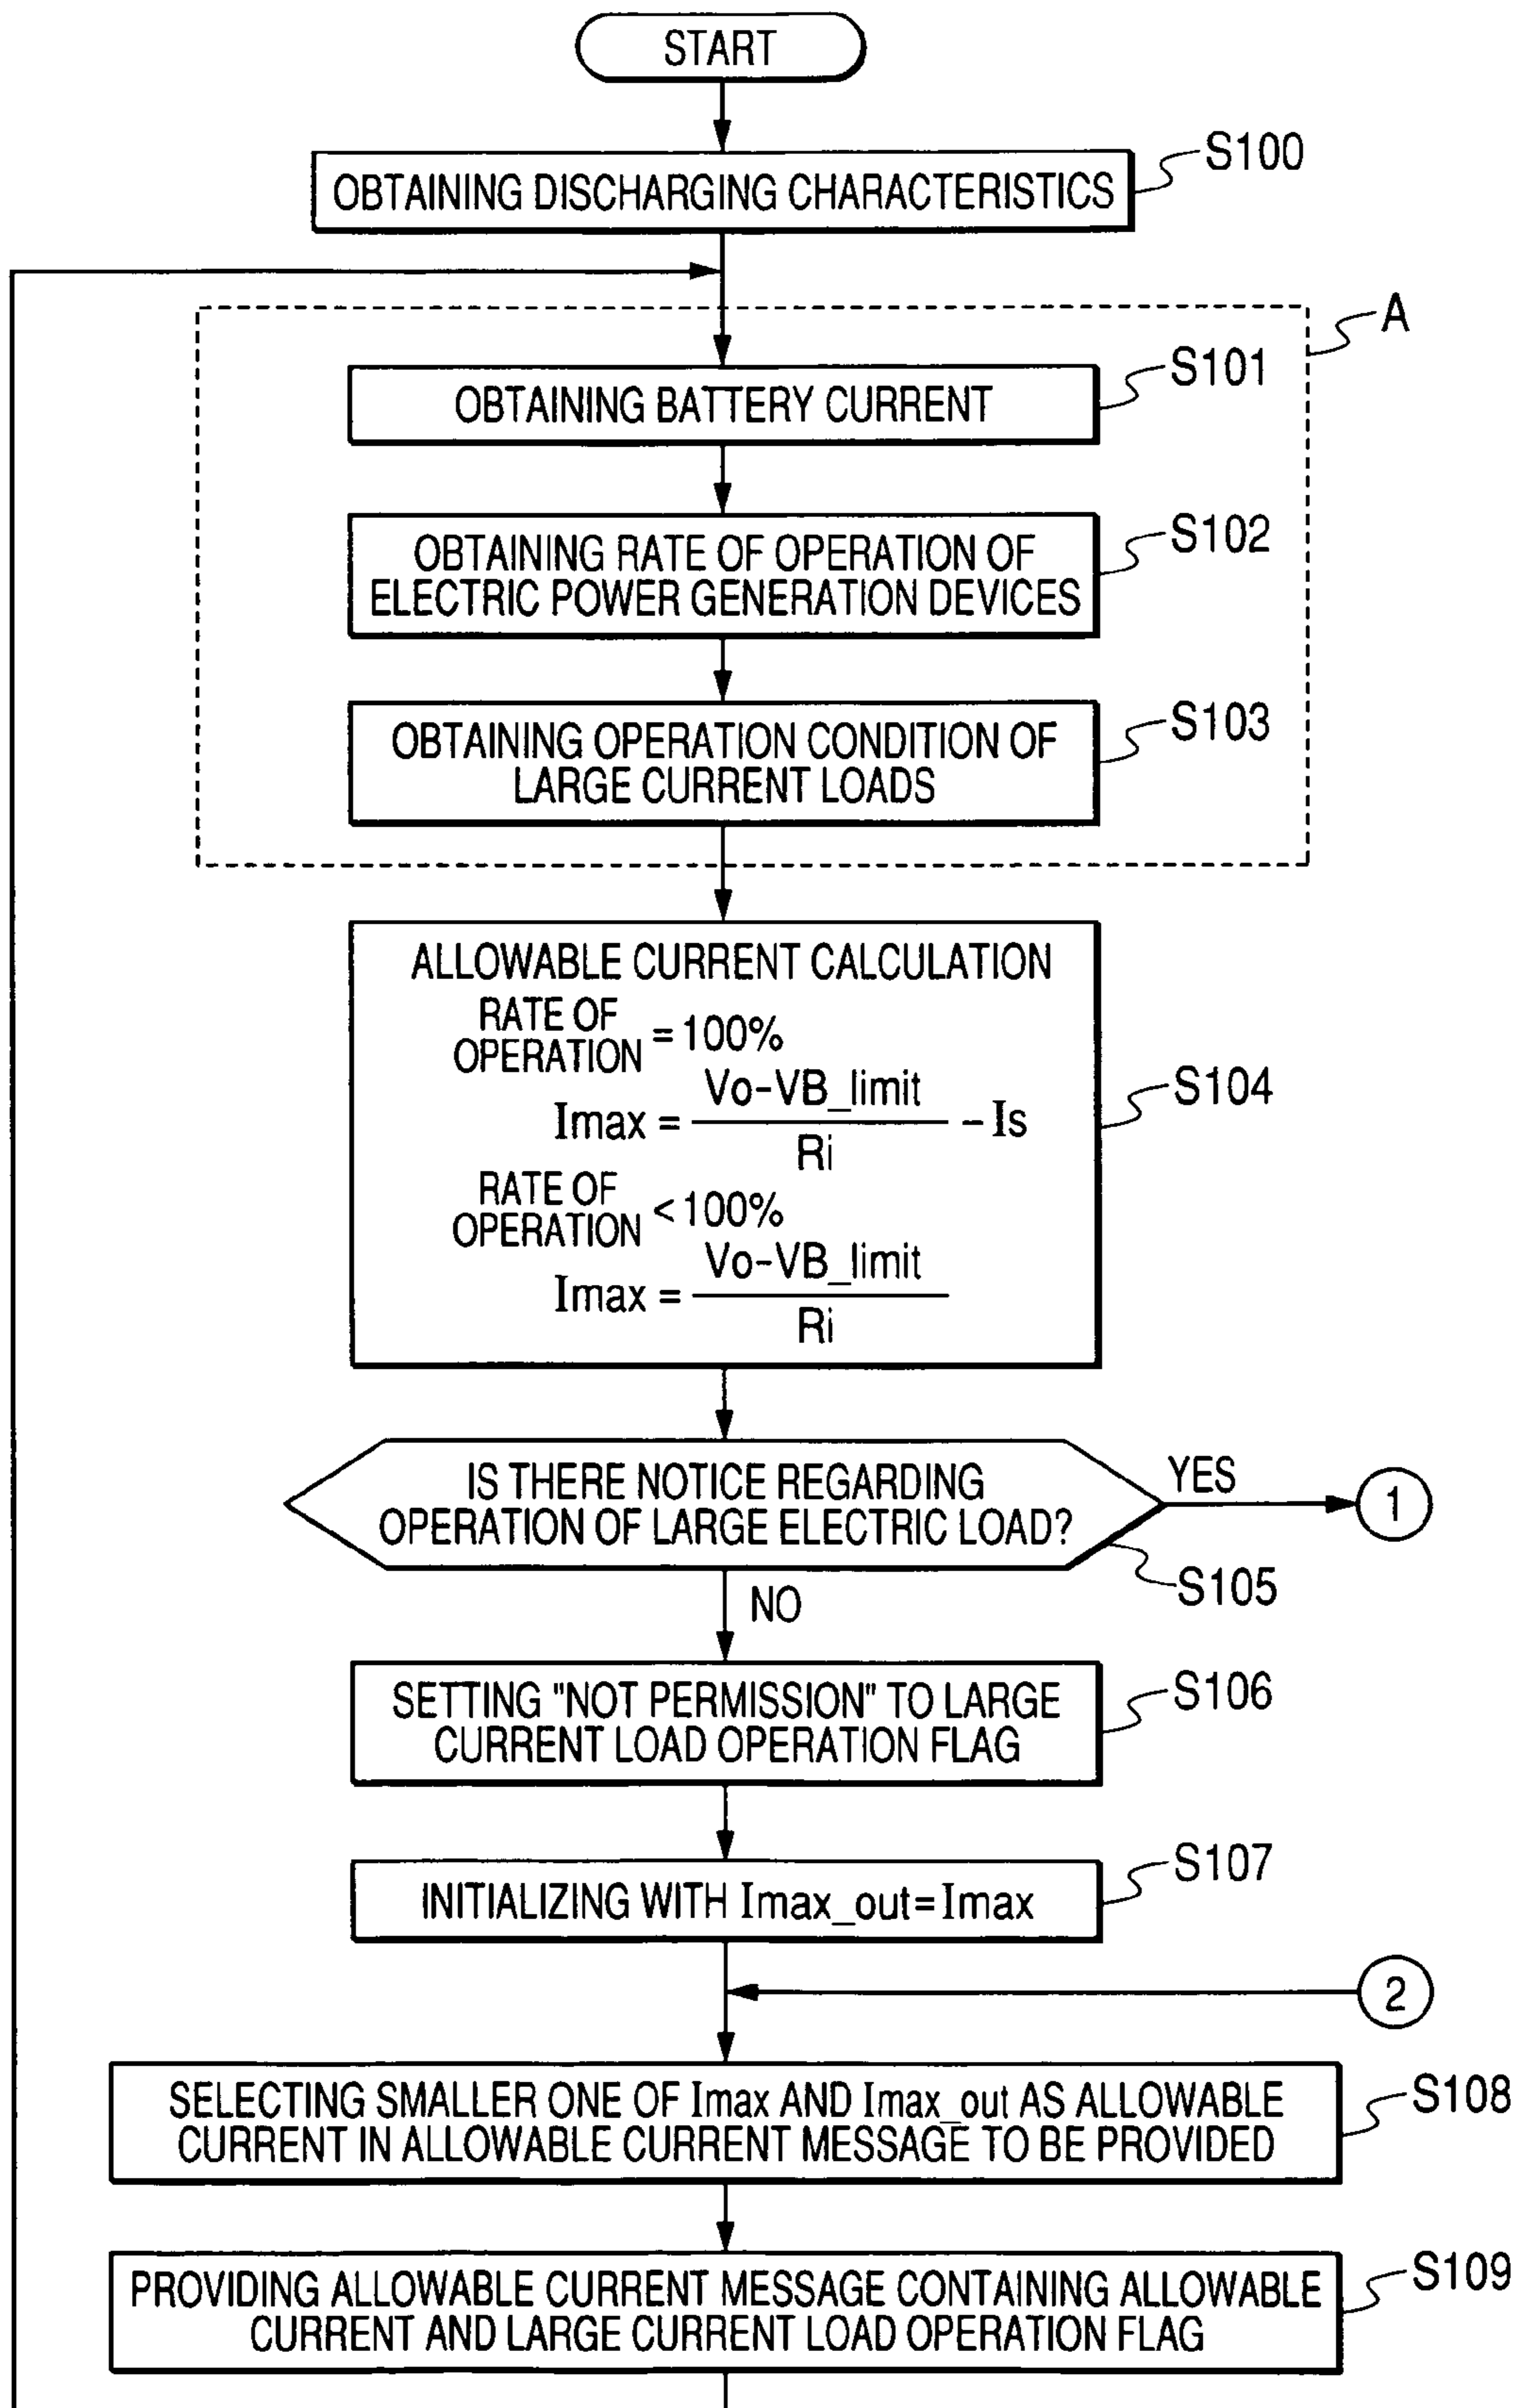 START
S100
OBTAINING DISCHARGING CHARACTERISTICS
A
S101
OBTAINING BATTERY CURRENT
S102
OBTAINING RATE OF OPERATION OF
ELECTRIC POWER GENERATION DEVICES
S103
OBTAINING OPERATION CONDITION OF
LARGE CURRENT LOADS
S104
ALLOWABLE CURRENT CALCULATION
RATE OF
OPERATION = 100%
Vo-VB_limit
Imax = - Is
Ri
RATE OF
OPERATION < 100%
Vo-VB_limit
Imax =
Ri
IS THERE NOTICE REGARDING
OPERATION OF LARGE ELECTRIC LOAD?
YES
1
S105
NO
S106
SETTING "NOT PERMISSION" TO LARGE
CURRENT LOAD OPERATION FLAG
S107
INITIALIZING WITH Imax_out=Imax
2
S108
SELECTING SMALLER ONE OF Imax AND Imax_out AS ALLOWABLE
CURRENT IN ALLOWABLE CURRENT MESSAGE TO BE PROVIDED
S109
PROVIDING ALLOWABLE CURRENT MESSAGE CONTAINING ALLOWABLE
CURRENT AND LARGE CURRENT LOAD OPERATION FLAG